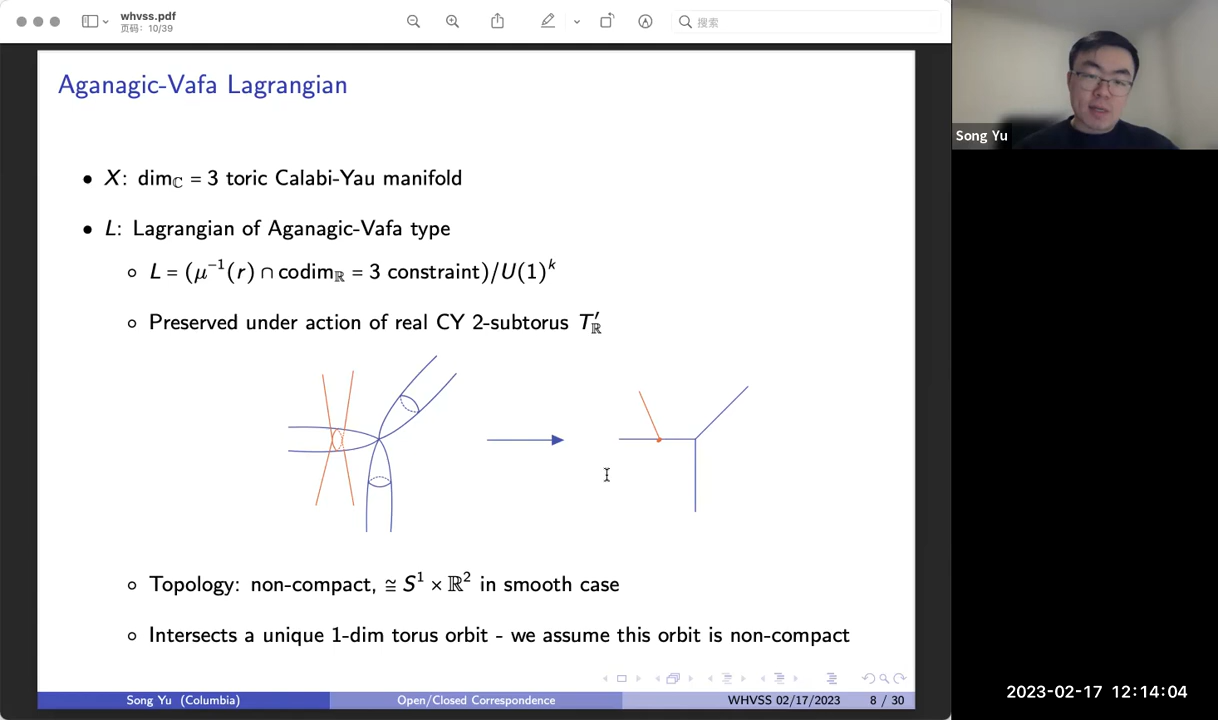 whvss.pdf
页码: 10/39
搜索
Aganagic-Vafa Lagrangian
• X: dim_ℂ = 3 toric Calabi-Yau manifold
• L: Lagrangian of Aganagic-Vafa type
∘ L = (μ⁻¹(r) ∩ codim_ℝ = 3 constraint)/U(1)ᵏ
∘ Preserved under action of real CY 2-subtorus T′_ℝ
∘ Topology: non-compact, ≅ S¹ × ℝ² in smooth case
∘ Intersects a unique 1-dim torus orbit - we assume this orbit is non-compact
Song Yu (Columbia) Open/Closed Correspondence WHVSS 02/17/2023 8 / 30
Song Yu
2023-02-17 12:14:04